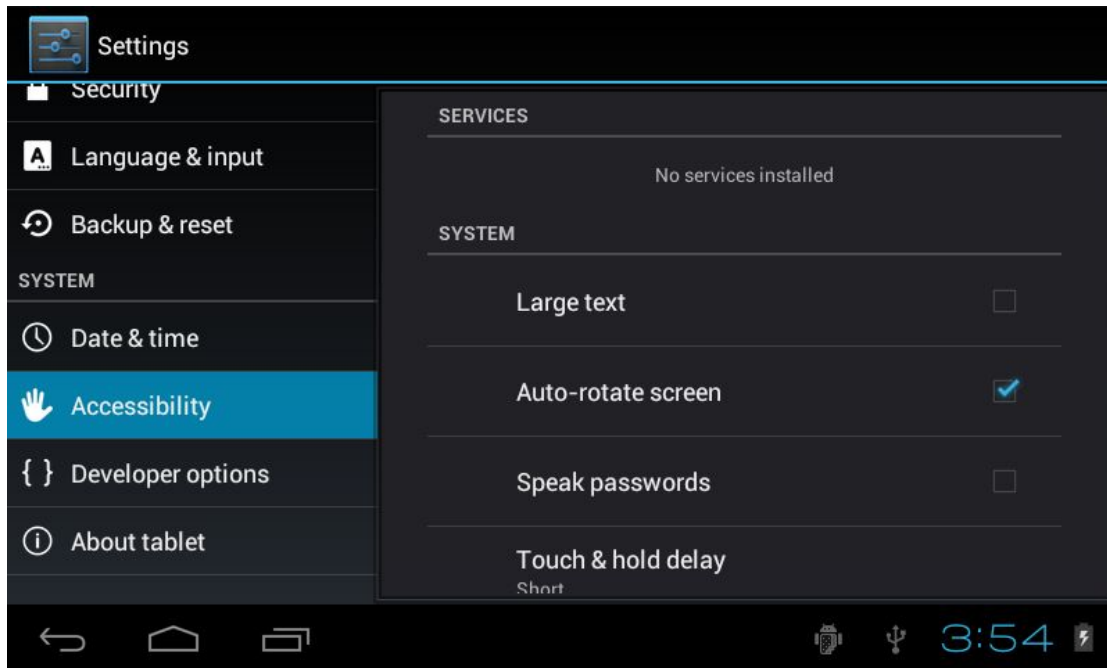 Settings
Security
Language & input
Backup & reset
SYSTEM
Date & time
Accessibility
{ } Developer options
About tablet
SERVICES
No services installed
SYSTEM
Large text
Auto-rotate screen
Speak passwords
Touch & hold delay
Short
3:54